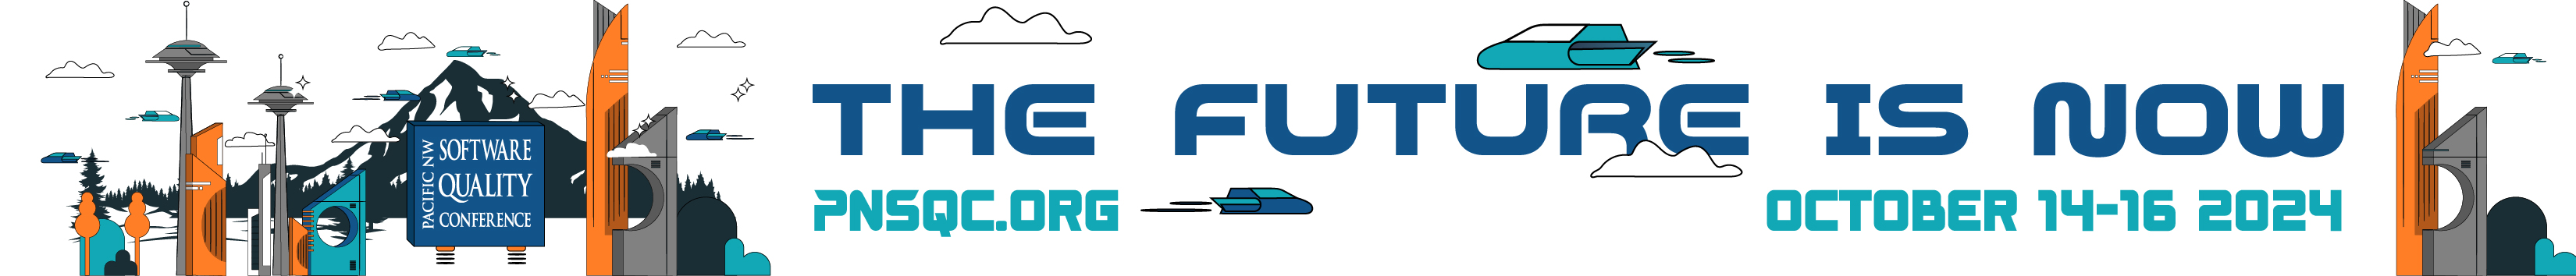 PACIFIC NW
SOFTWARE
QUALITY
CONFERENCE
THE FUTURE IS NOW
PNSQC.ORG
OCTOBER 14-16 2024